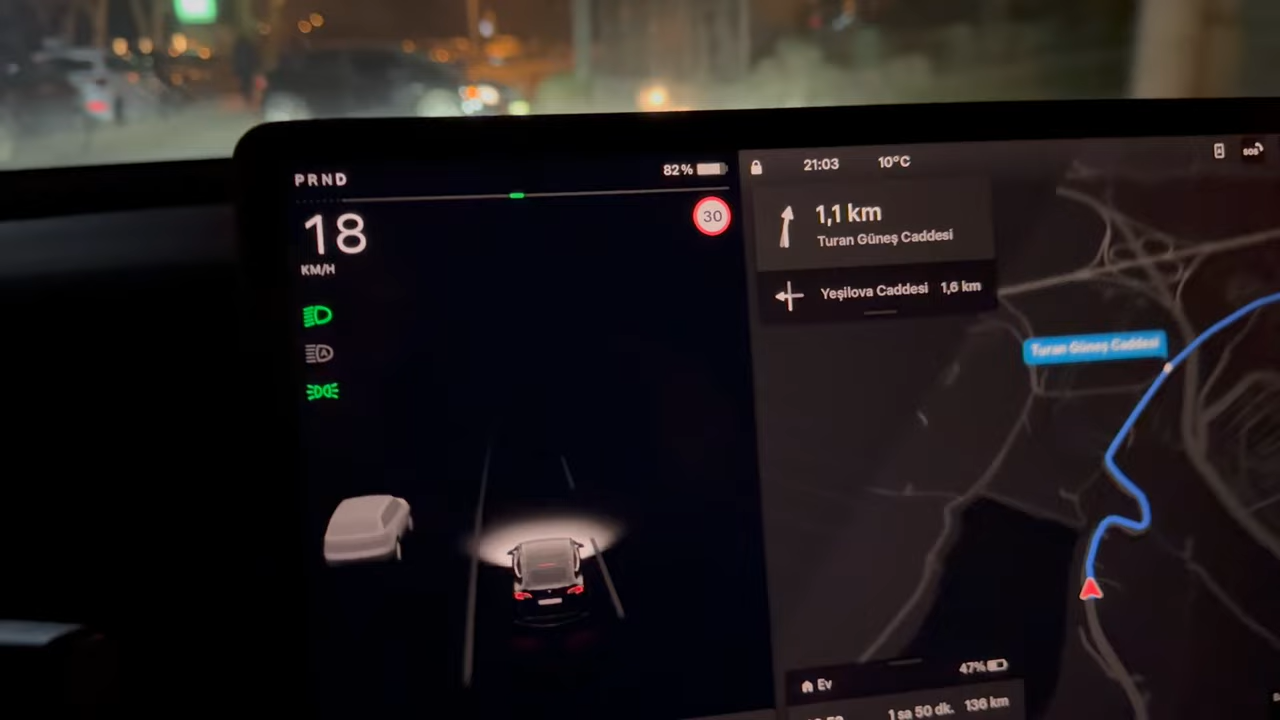 PRND
82%
18
KM/H
30
21:03
10°C
SOS
1,1 km
Turan Güneş Caddesi
Yeşilova Caddesi 1,6 km
Turan Güneş Caddesi
Ev
47%
1 sa 50 dk. 136 km